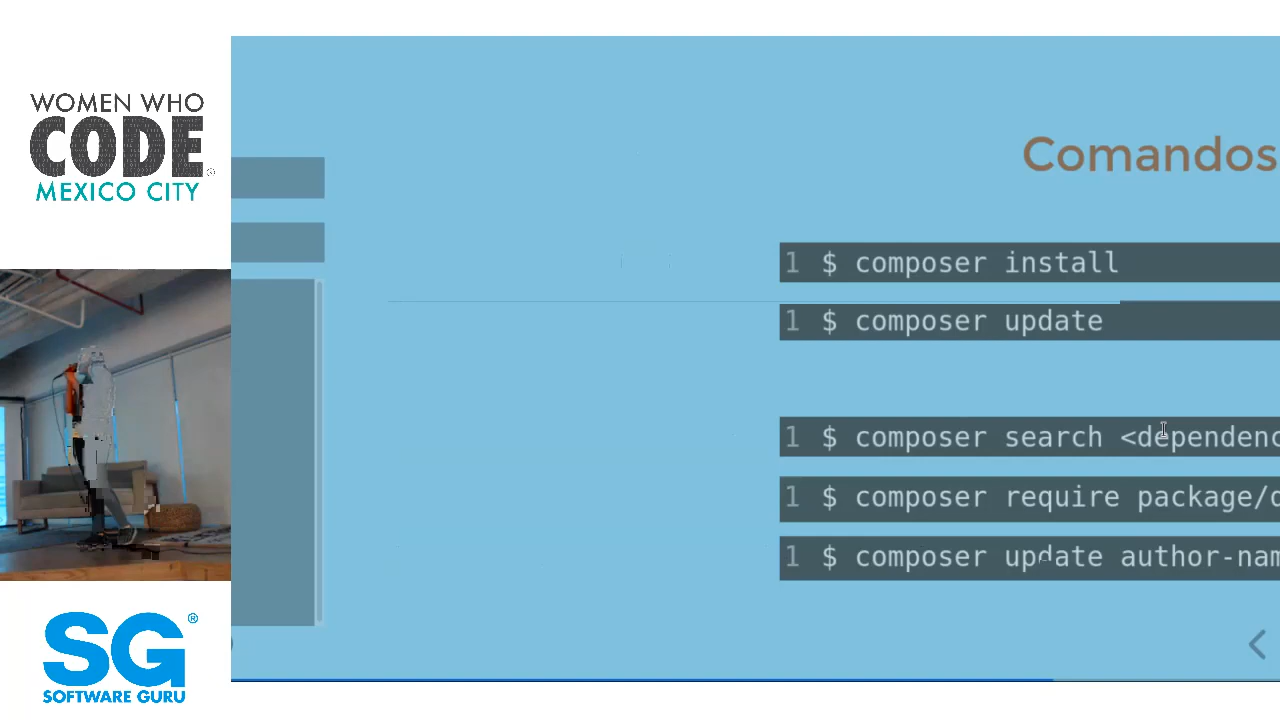 WOMEN WHO
CODE
MEXICO CITY
Comandos
1 $ composer install
1 $ composer update
1 $ composer search <dependenc
1 $ composer require package/
1 $ composer update author-nam
SG®
SOFTWARE GURU